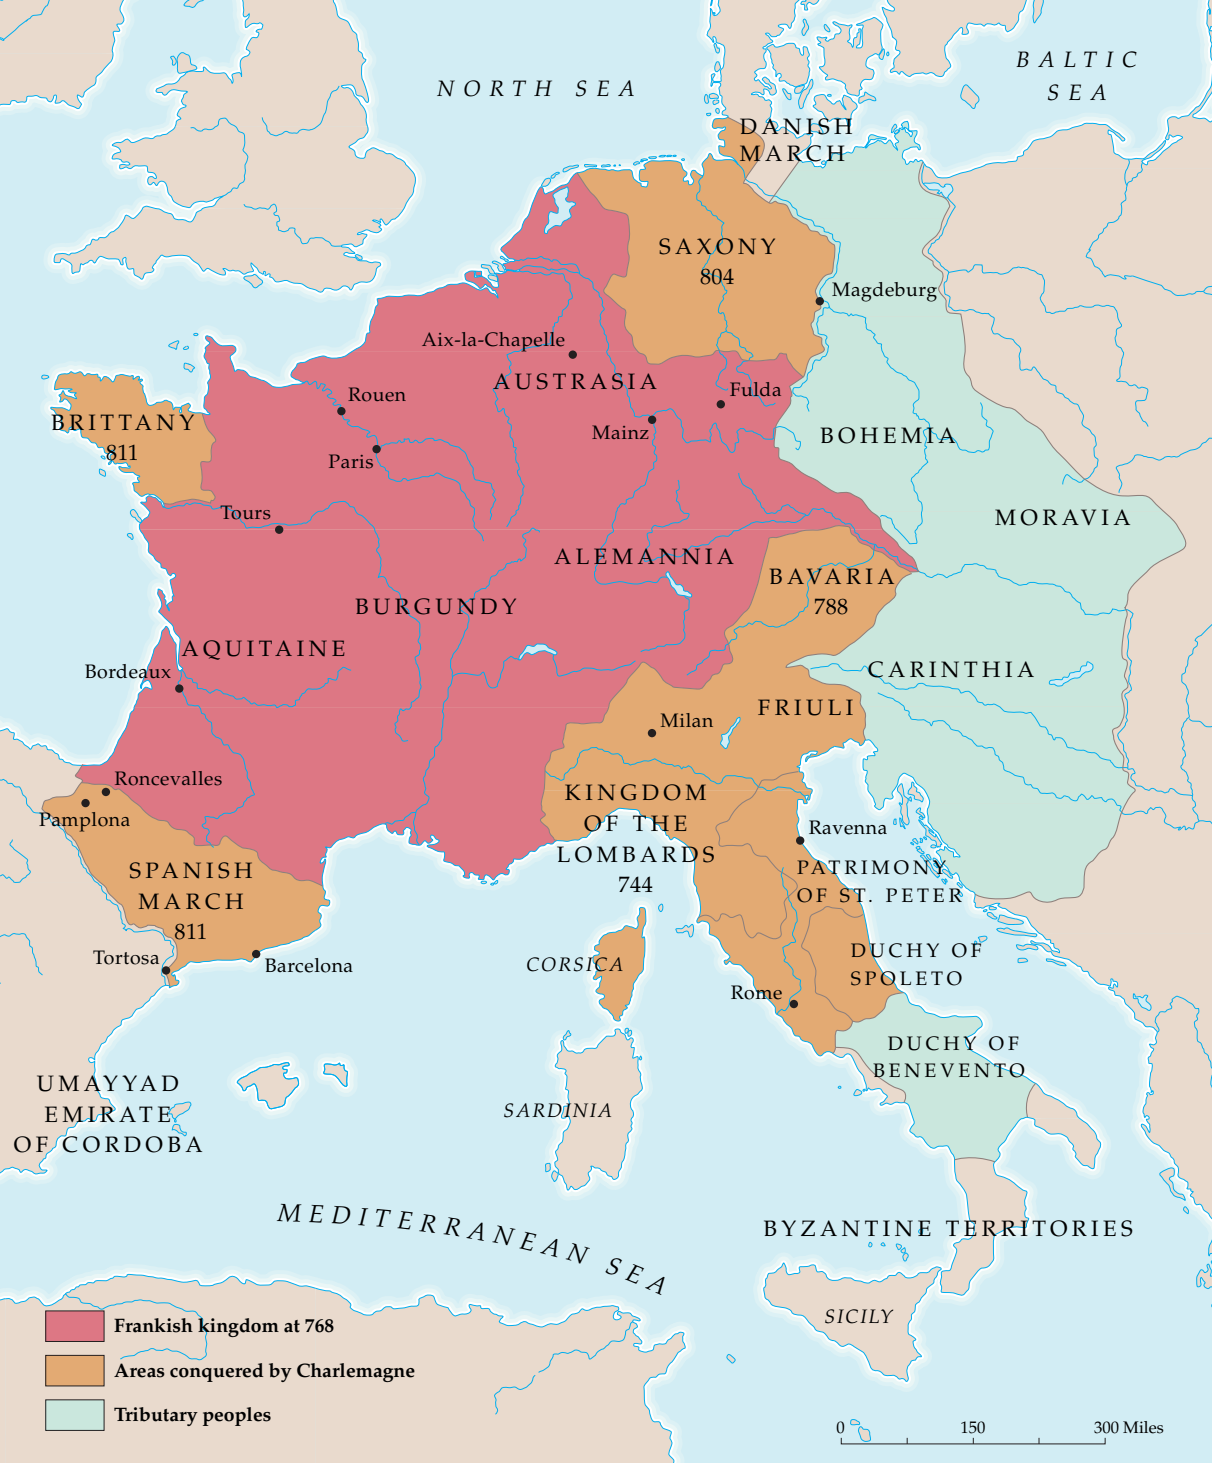 NORTH SEA
BALTIC
SEA
DANISH
MARCH
SAXONY
804
Magdeburg
Aix-la-Chapelle
AUSTRASIA
Rouen
Fulda
BRITTANY
811
Mainz
BOHEMIA
Paris
Tours
MORAVIA
ALEMANNIA
BAVARIA
788
BURGUNDY
AQUITAINE
Bordeaux
CARINTHIA
FRIULI
Milan
Roncevalles
Pamplona
KINGDOM
OF THE
LOMBARDS
744
Ravenna
PATRIMONY
OF ST. PETER
SPANISH
MARCH
811
DUCHY OF
SPOLETO
Tortosa
Barcelona
CORSICA
Rome
DUCHY OF
BENEVENTO
UMAYYAD
EMIRATE
OF CORDOBA
SARDINIA
MEDITERRANEAN SEA
BYZANTINE TERRITORIES
SICILY
Frankish kingdom at 768
Areas conquered by Charlemagne
Tributary peoples
0 150 300 Miles